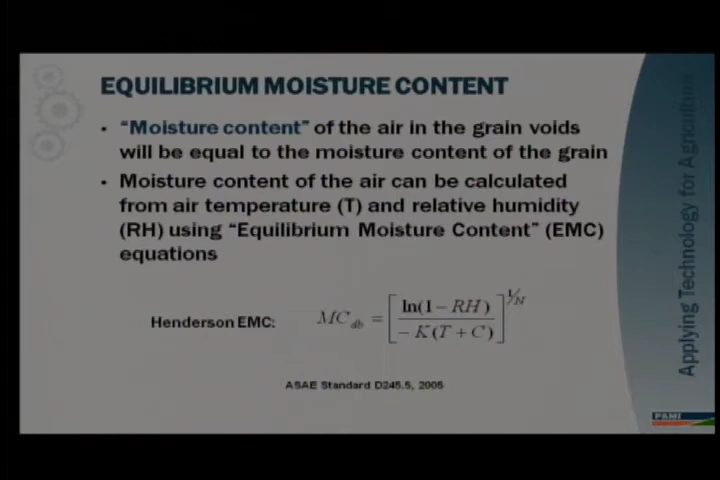 EQUILIBRIUM MOISTURE CONTENT
• “Moisture content” of the air in the grain voids
will be equal to the moisture content of the grain
• Moisture content of the air can be calculated
from air temperature (T) and relative humidity
(RH) using “Equilibrium Moisture Content” (EMC)
equations
Henderson EMC: MC_db = [ln(1 – RH) / – K(T + C)]^1/N
ASAE Standard D245.5, 2005
Applying Technology for Agriculture
PAMI